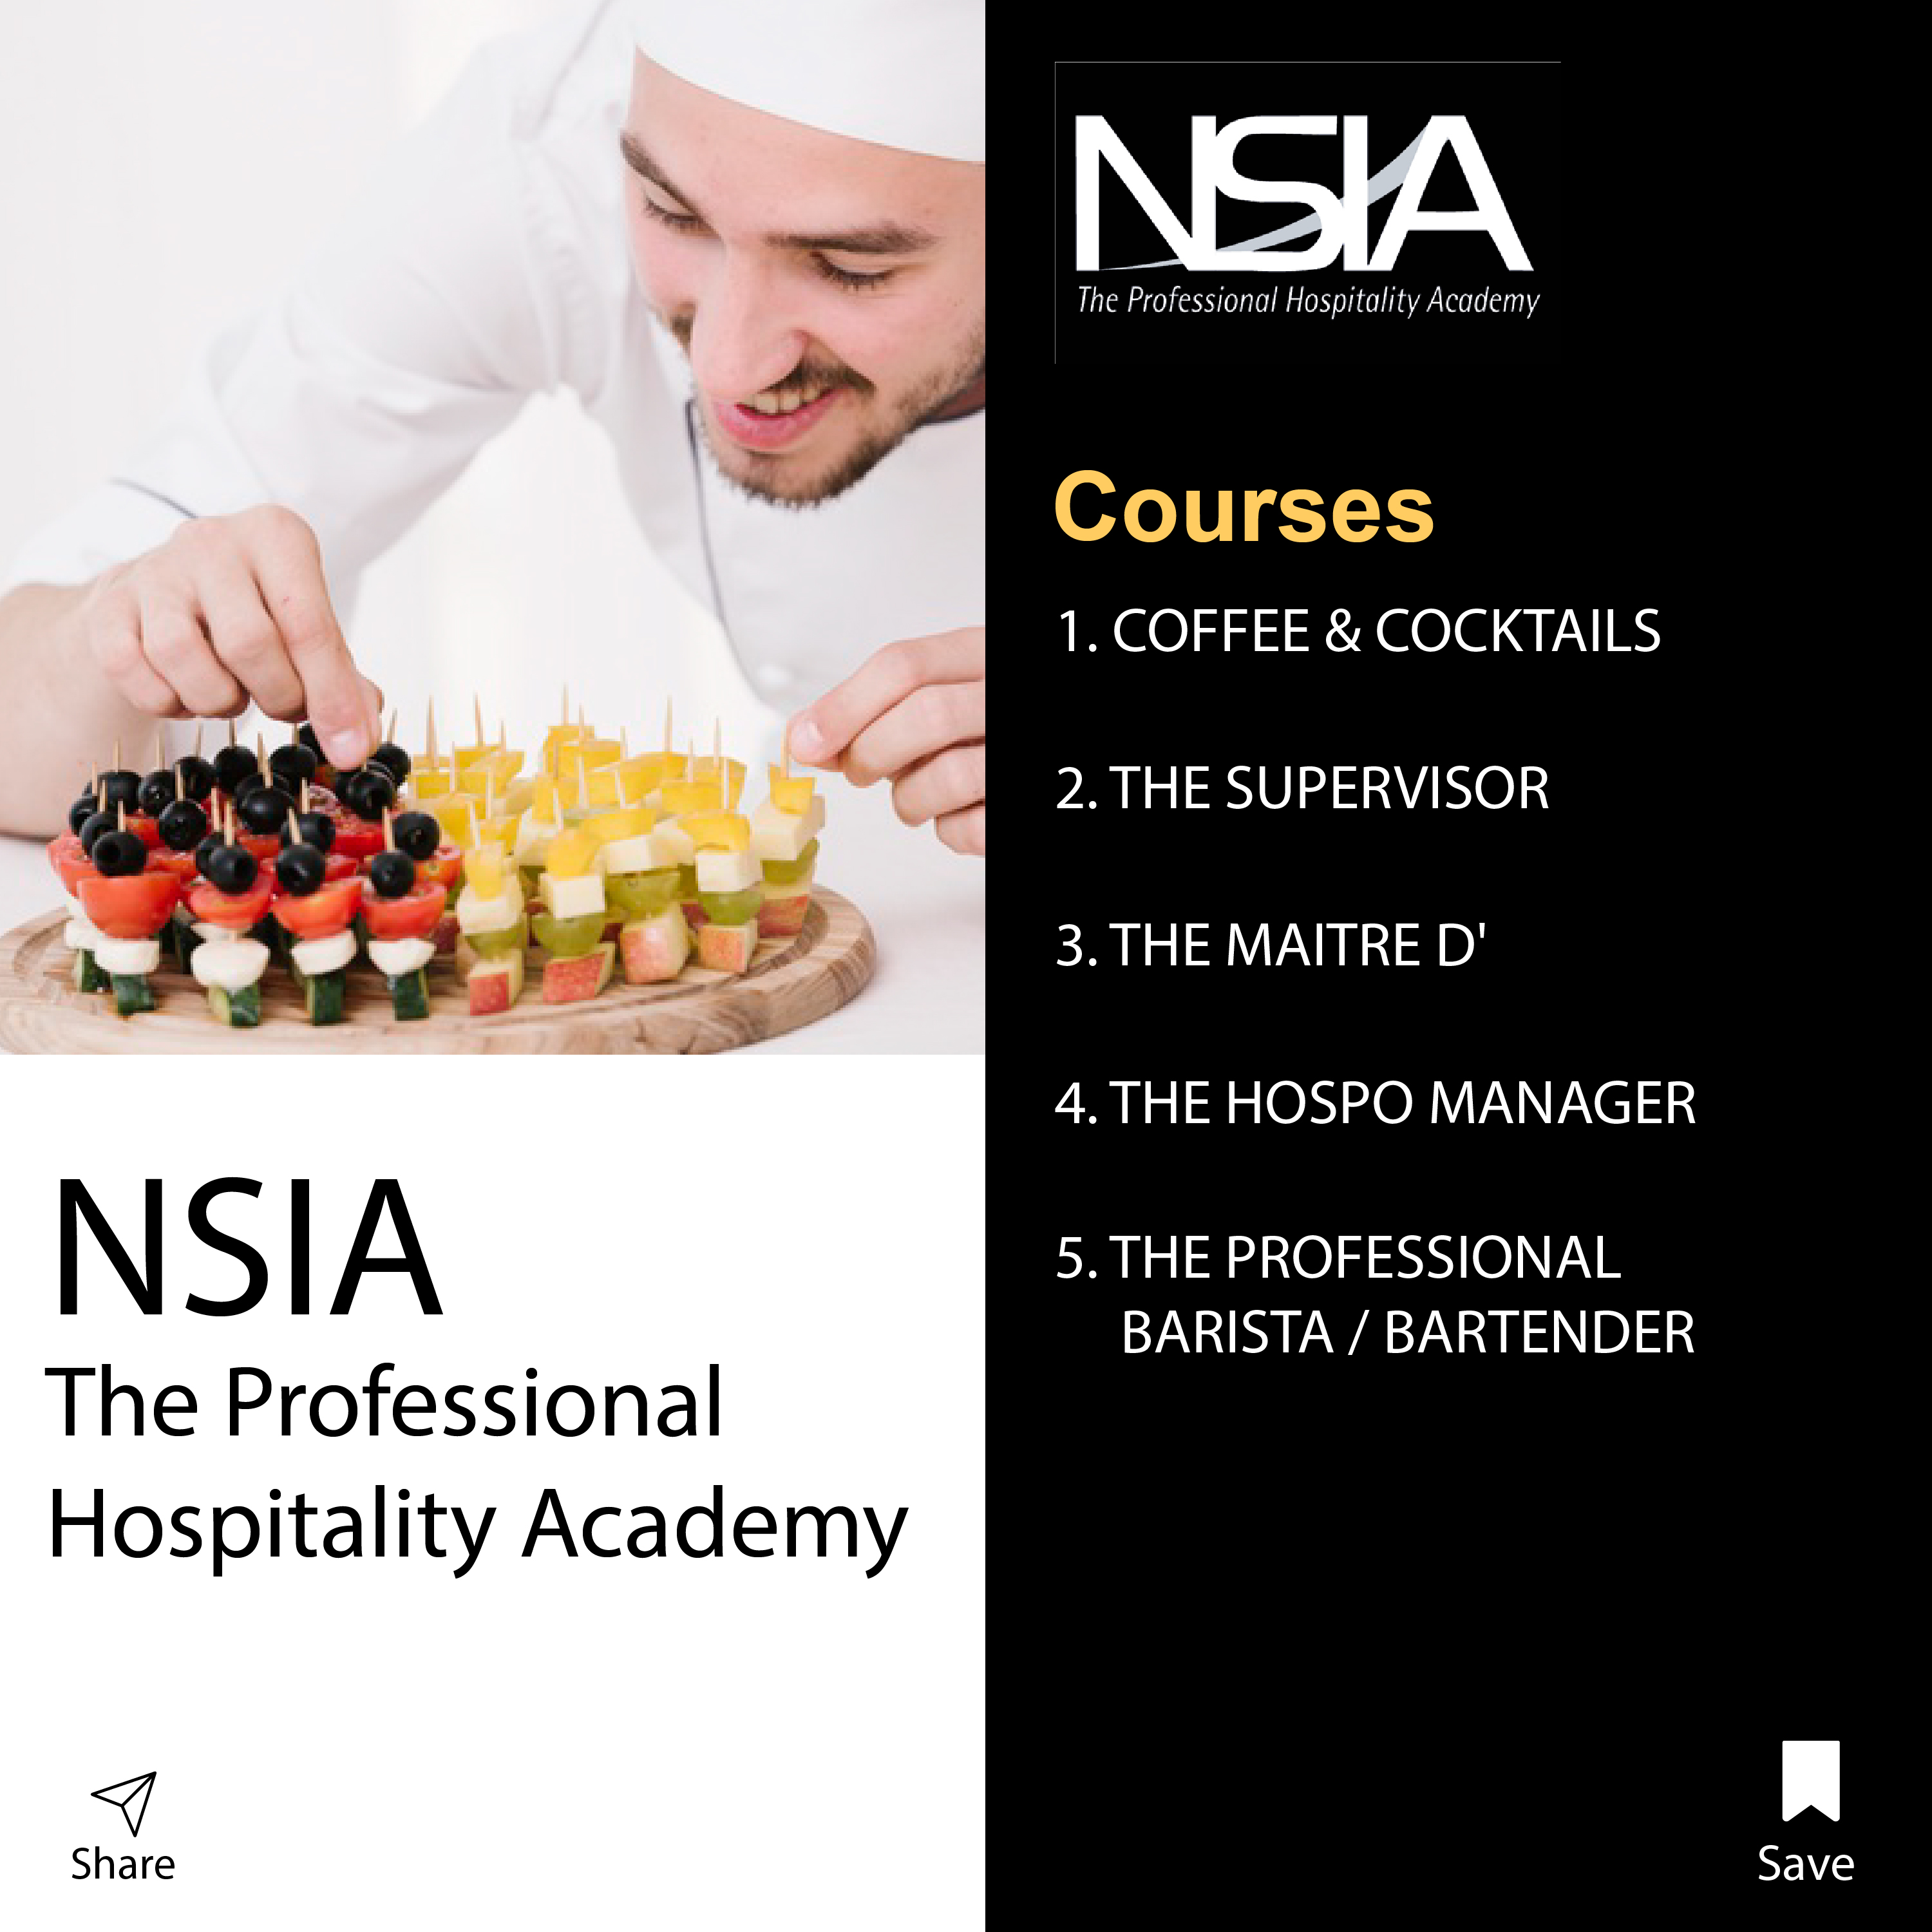 NSIA
The Professional Hospitality Academy
Courses
1. COFFEE & COCKTAILS
2. THE SUPERVISOR
3. THE MAITRE D'
4. THE HOSPO MANAGER
5. THE PROFESSIONAL
BARISTA / BARTENDER
NSIA
The Professional
Hospitality Academy
Share
Save